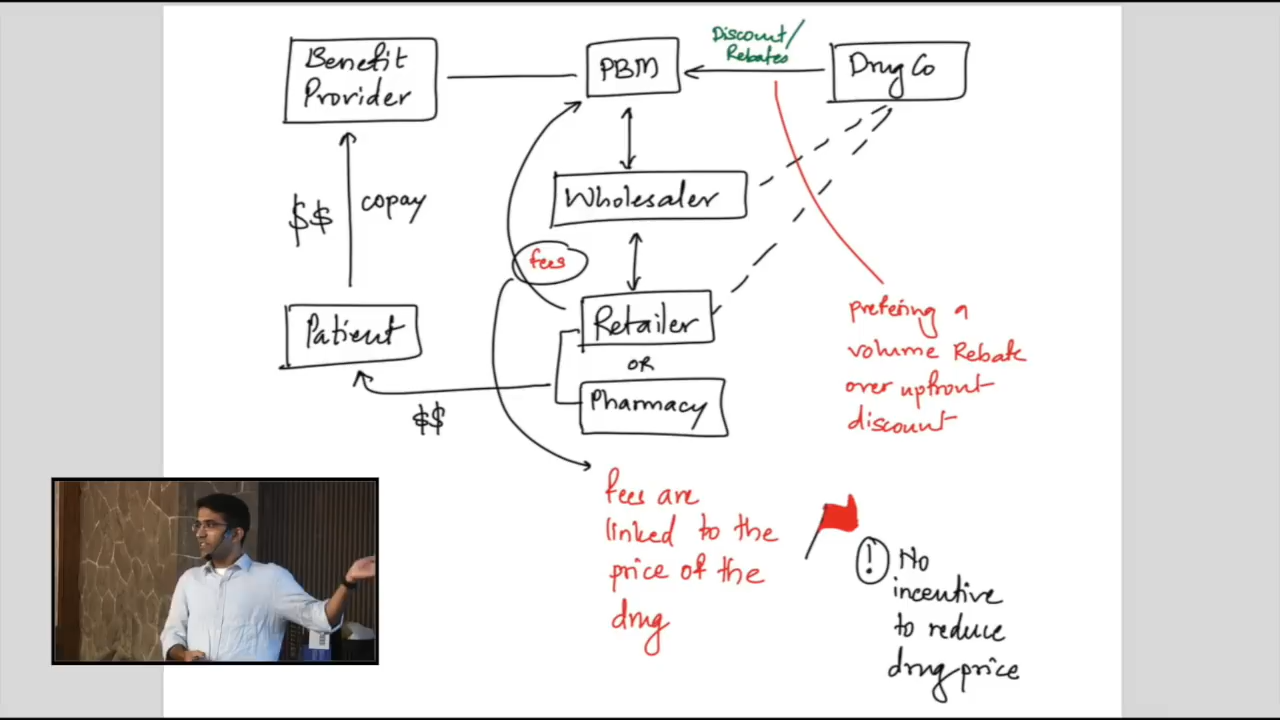 Benefit
Provider
PBM
Discount/
Rebates
Drug Co
Wholesaler
$$
copay
fees
Patient
Retailer
OR
Pharmacy
$$
prefering a
volume Rebate
over upfront
discount
fees are
linked to the
price of the
drug
! No
incentive
to reduce
drug price